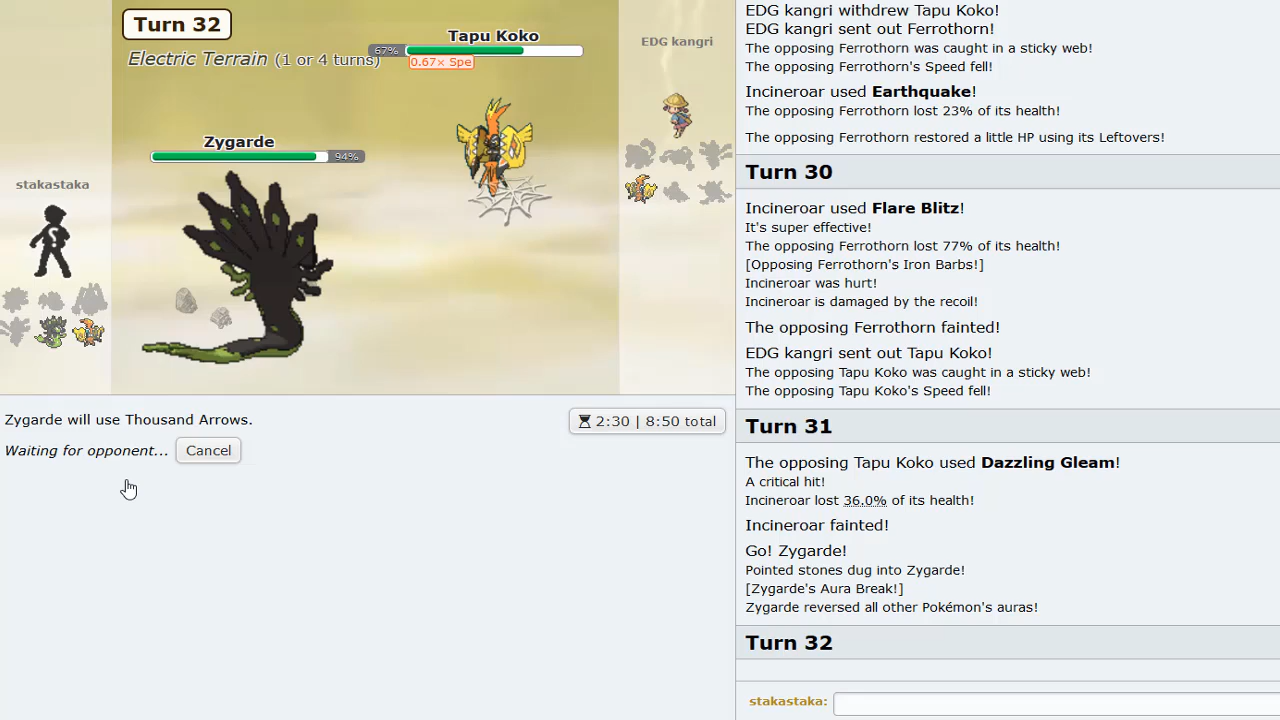 Turn 32
Electric Terrain (1 or 4 turns)
Tapu Koko
67%
0.67× Spe
Zygarde
94%
stakastaka
EDG kangri
Zygarde will use Thousand Arrows.
2:30 | 8:50 total
Waiting for opponent...
Cancel
EDG kangri withdrew Tapu Koko!
EDG kangri sent out Ferrothorn!
The opposing Ferrothorn was caught in a sticky web!
The opposing Ferrothorn's Speed fell!
Incineroar used Earthquake!
The opposing Ferrothorn lost 23% of its health!
The opposing Ferrothorn restored a little HP using its Leftovers!
Turn 30
Incineroar used Flare Blitz!
It's super effective!
The opposing Ferrothorn lost 77% of its health!
[Opposing Ferrothorn's Iron Barbs!]
Incineroar was hurt!
Incineroar is damaged by the recoil!
The opposing Ferrothorn fainted!
EDG kangri sent out Tapu Koko!
The opposing Tapu Koko was caught in a sticky web!
The opposing Tapu Koko's Speed fell!
Turn 31
The opposing Tapu Koko used Dazzling Gleam!
A critical hit!
Incineroar lost 36.0% of its health!
Incineroar fainted!
Go! Zygarde!
Pointed stones dug into Zygarde!
[Zygarde's Aura Break!]
Zygarde reversed all other Pokémon's auras!
Turn 32
stakastaka: